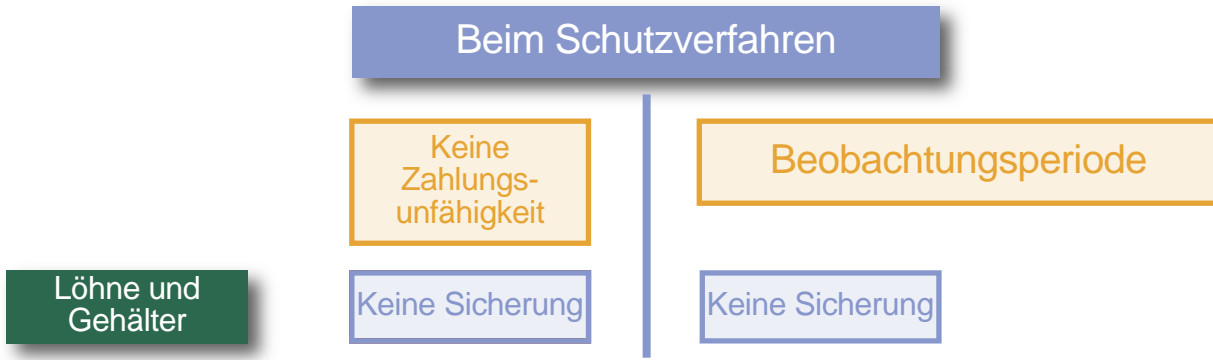 Beim Schutzverfahren
Keine
Zahlungs-
unfähigkeit
Beobachtungsperiode
Löhne und
Gehälter
Keine Sicherung
Keine Sicherung